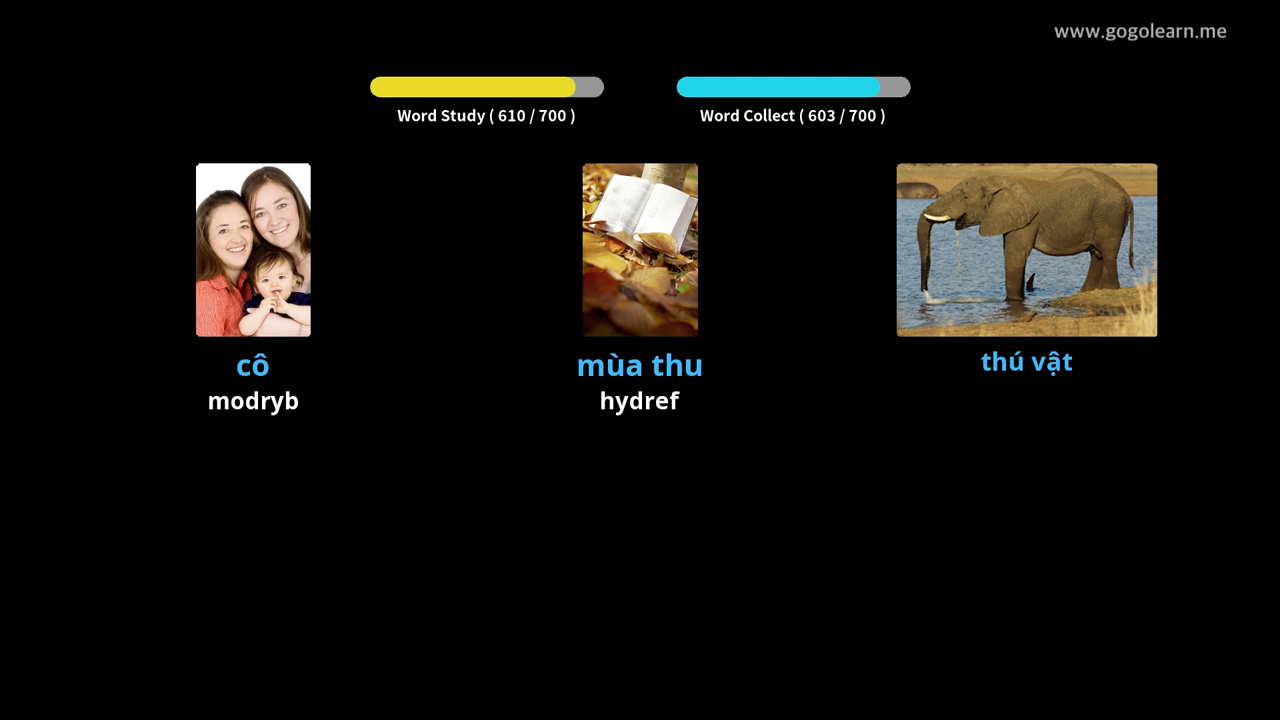 www.gogolearn.me
Word Study ( 610 / 700 )
Word Collect ( 603 / 700 )
cô
modryb
mùa thu
hydref
thú vật